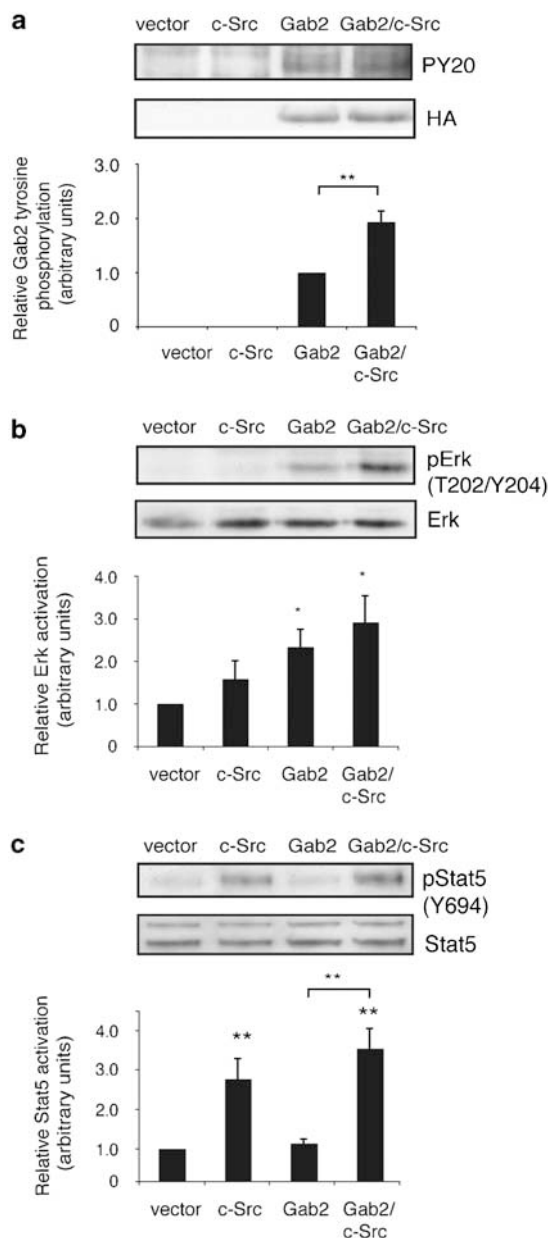 a
vector c-Src Gab2 Gab2/c-Src
PY20
HA
Relative Gab2 tyrosine
phosphorylation
(arbitrary units)
3.0
2.0
1.0
0
**
vector c-Src Gab2 Gab2/
c-Src
b
vector c-Src Gab2 Gab2/c-Src
pErk
(T202/Y204)
Erk
Relative Erk activation
(arbitrary units)
4.0
3.0
2.0
1.0
0
* *
vector c-Src Gab2 Gab2/
c-Src
c
vector c-Src Gab2 Gab2/c-Src
pStat5
(Y694)
Stat5
Relative Stat5 activation
(arbitrary units)
4.0
3.0
2.0
1.0
0
**
** **
vector c-Src Gab2 Gab2/
c-Src